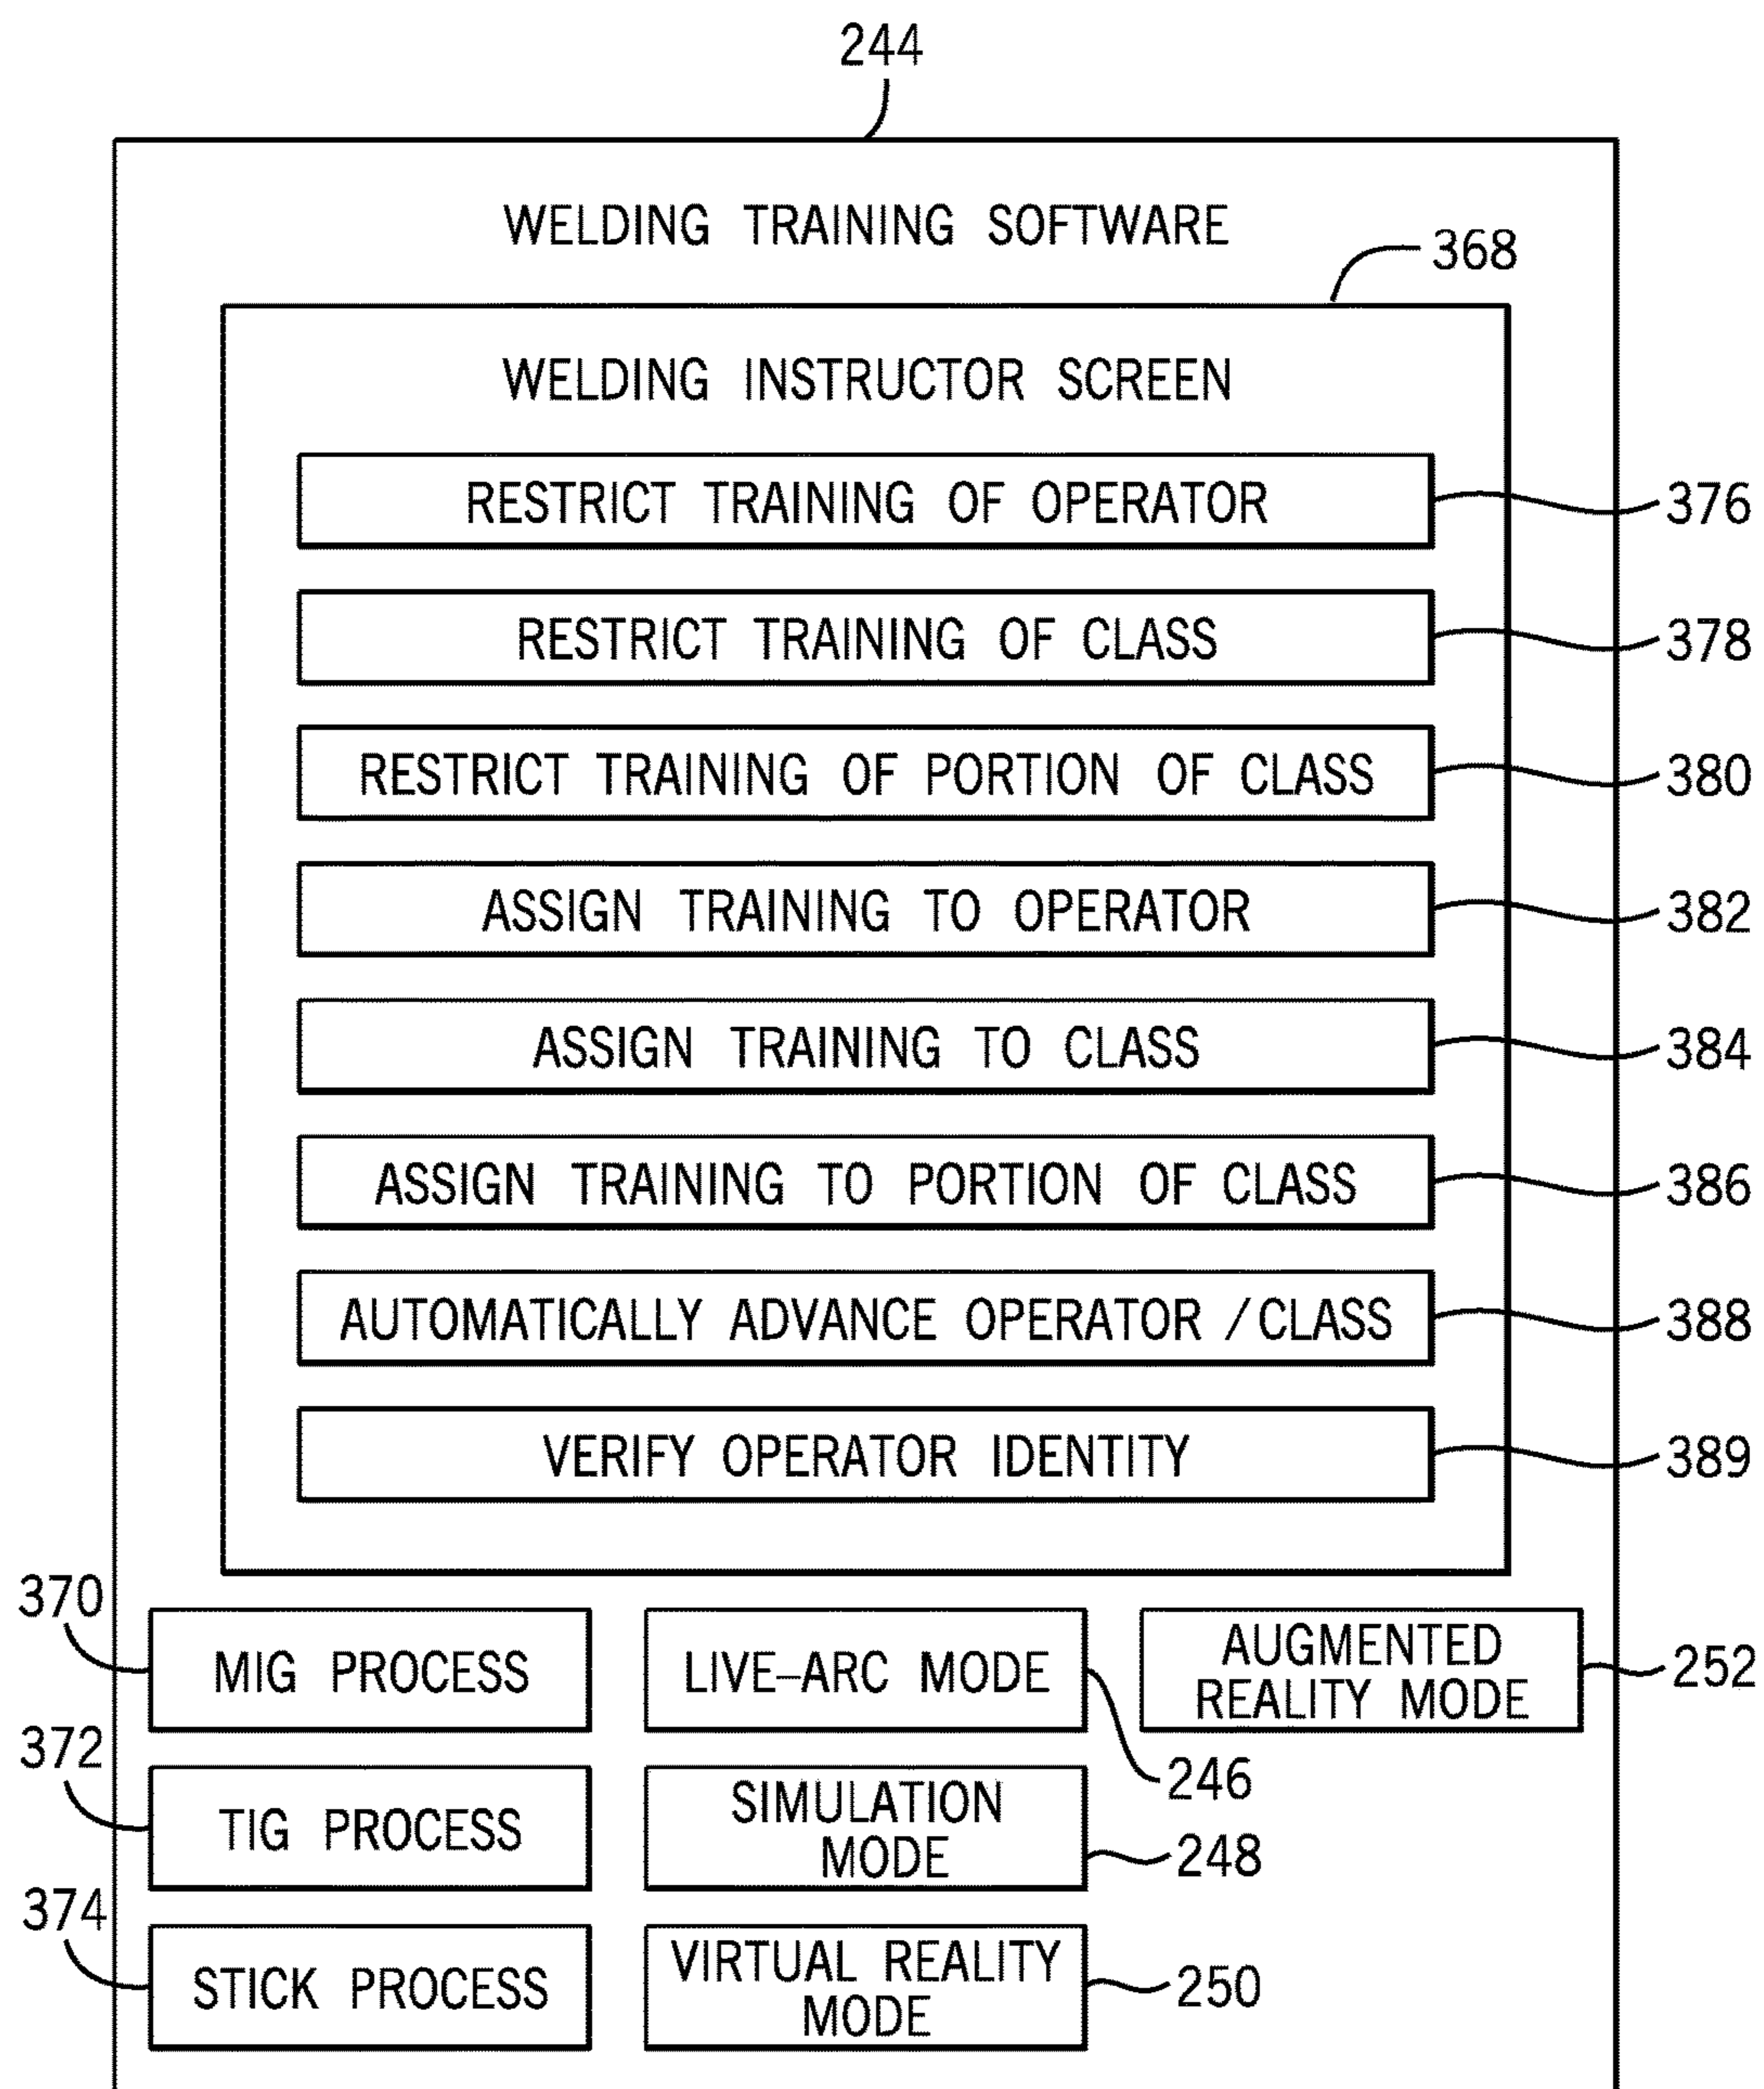 244
WELDING TRAINING SOFTWARE
368
WELDING INSTRUCTOR SCREEN
RESTRICT TRAINING OF OPERATOR
376
RESTRICT TRAINING OF CLASS
378
RESTRICT TRAINING OF PORTION OF CLASS
380
ASSIGN TRAINING TO OPERATOR
382
ASSIGN TRAINING TO CLASS
384
ASSIGN TRAINING TO PORTION OF CLASS
386
AUTOMATICALLY ADVANCE OPERATOR /CLASS
388
VERIFY OPERATOR IDENTITY
389
370
MIG PROCESS
LIVE–ARC MODE
246
AUGMENTED
REALITY MODE
252
372
TIG PROCESS
SIMULATION
MODE
248
374
STICK PROCESS
VIRTUAL REALITY
MODE
250